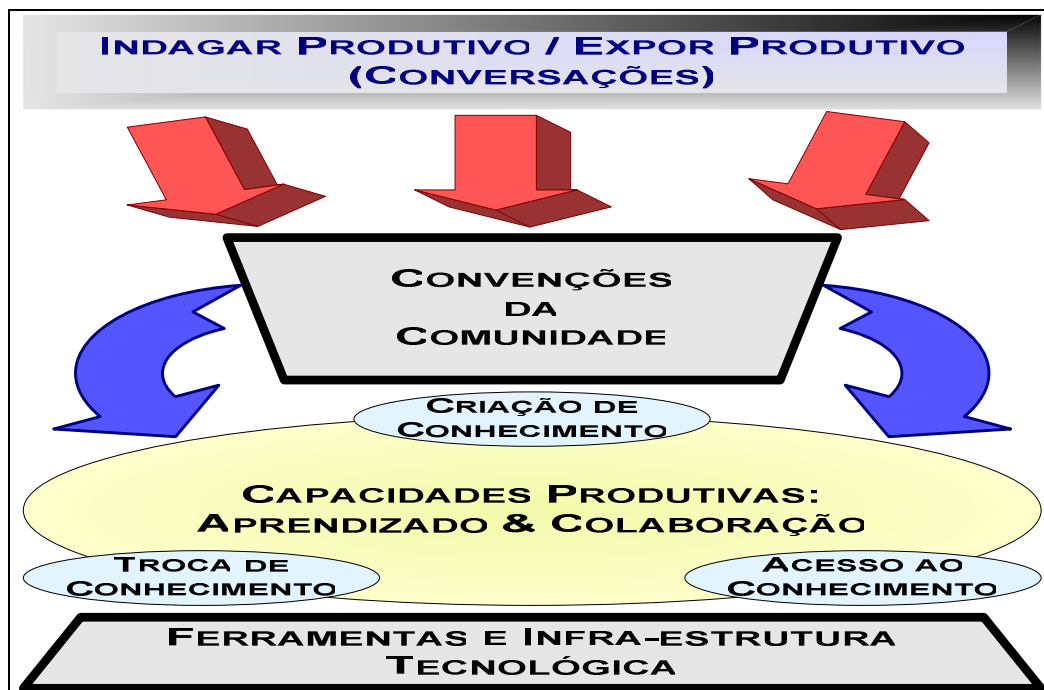 INDAGAR PRODUTIVO / EXPOR PRODUTIVO
(CONVERSAÇÕES)
CONVENÇÕES
DA
COMUNIDADE
CRIAÇÃO DE
CONHECIMENTO
CAPACIDADES PRODUTIVAS:
APRENDIZADO & COLABORAÇÃO
TROCA DE
CONHECIMENTO
ACESSO AO
CONHECIMENTO
FERRAMENTAS E INFRA-ESTRUTURA
TECNOLÓGICA